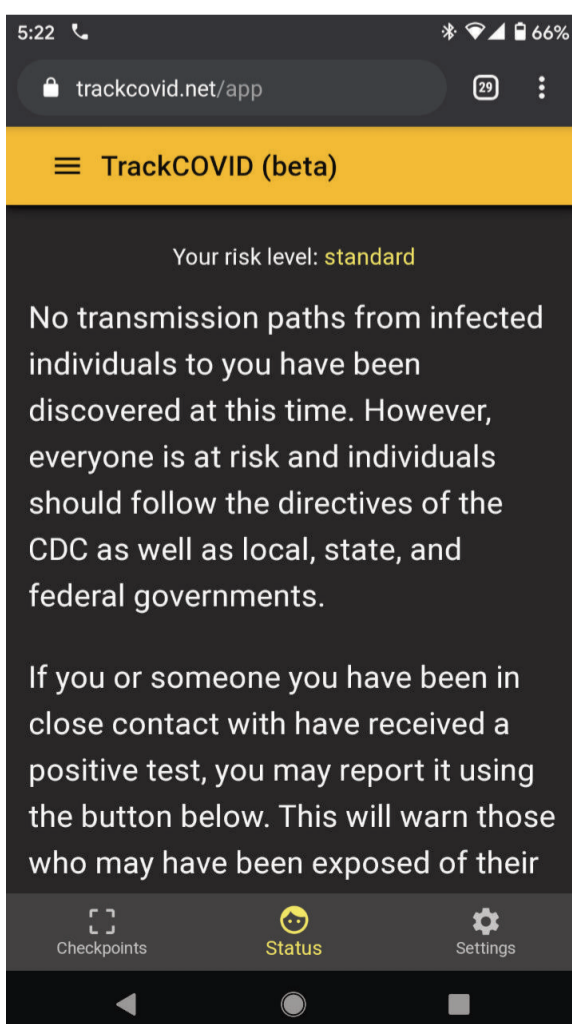 5:22 66%
trackcovid.net/app 29
TrackCOVID (beta)
Your risk level: standard
No transmission paths from infected
individuals to you have been
discovered at this time. However,
everyone is at risk and individuals
should follow the directives of the
CDC as well as local, state, and
federal governments.
If you or someone you have been in
close contact with have received a
positive test, you may report it using
the button below. This will warn those
who may have been exposed of their
Checkpoints Status Settings